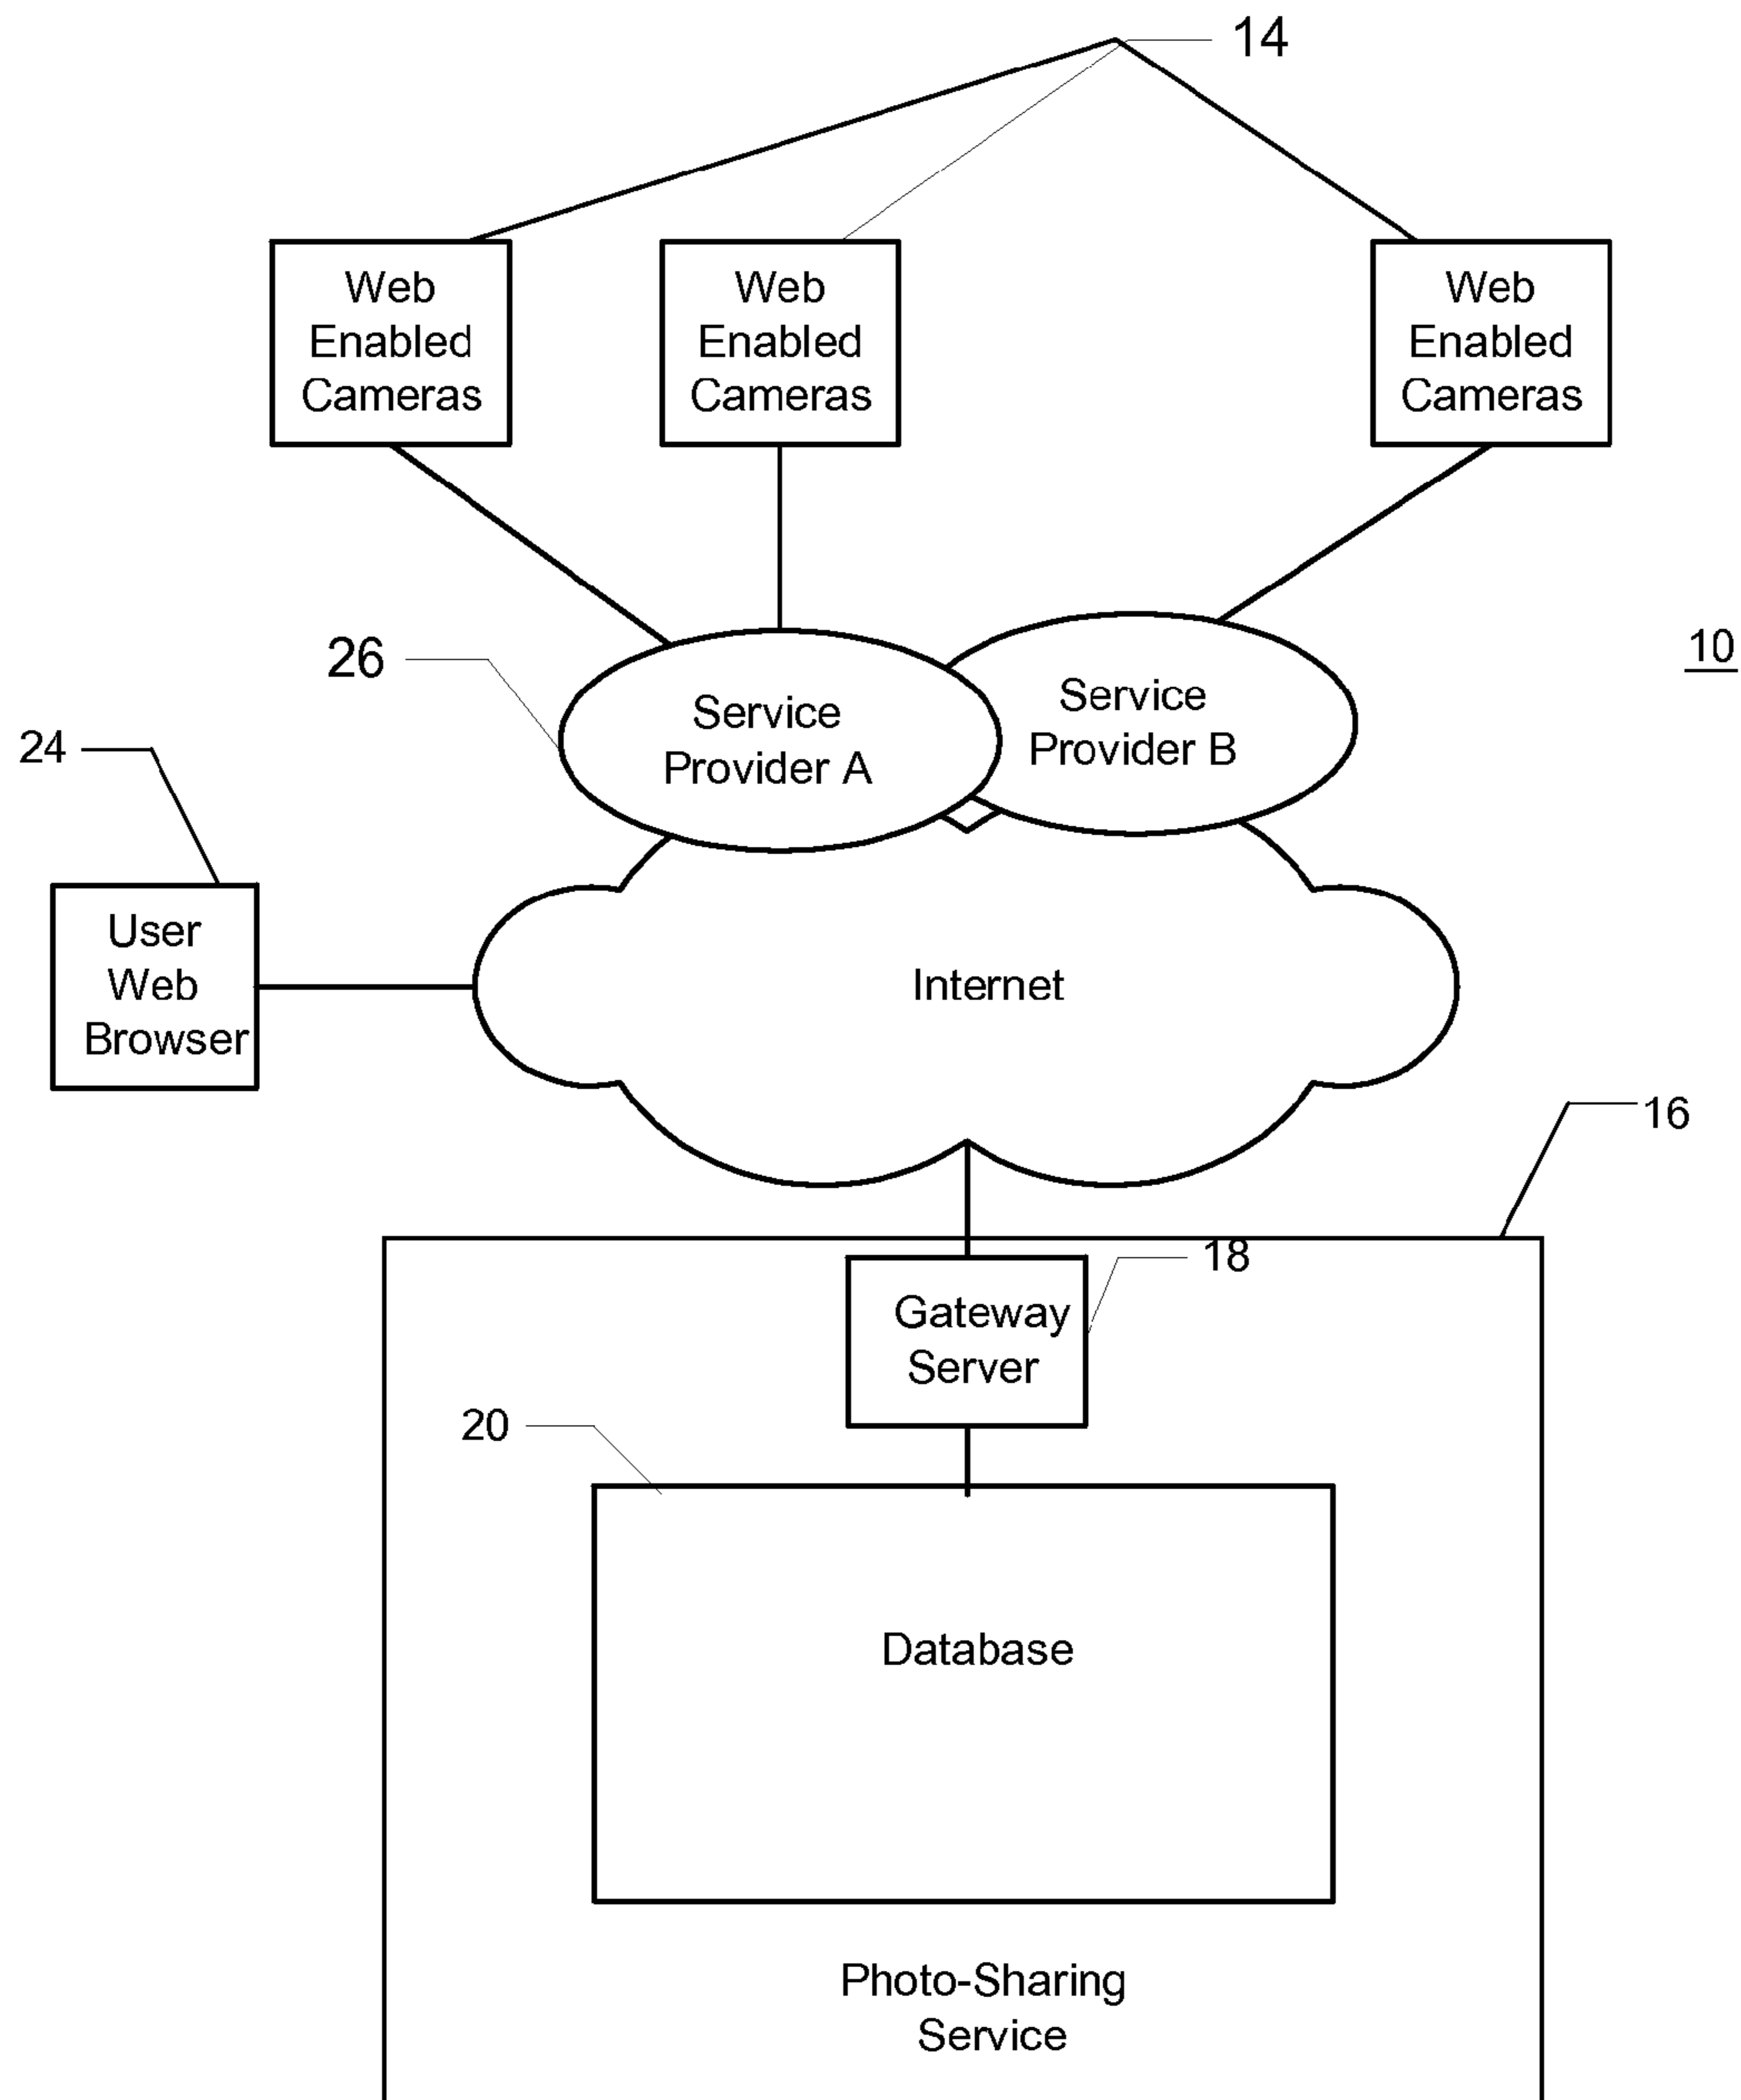 14
Web
Enabled
Cameras
Web
Enabled
Cameras
Web
Enabled
Cameras
10
26
Service
Provider A
Service
Provider B
24
User
Web
Browser
Internet
16
18
Gateway
Server
20
Database
Photo-Sharing
Service